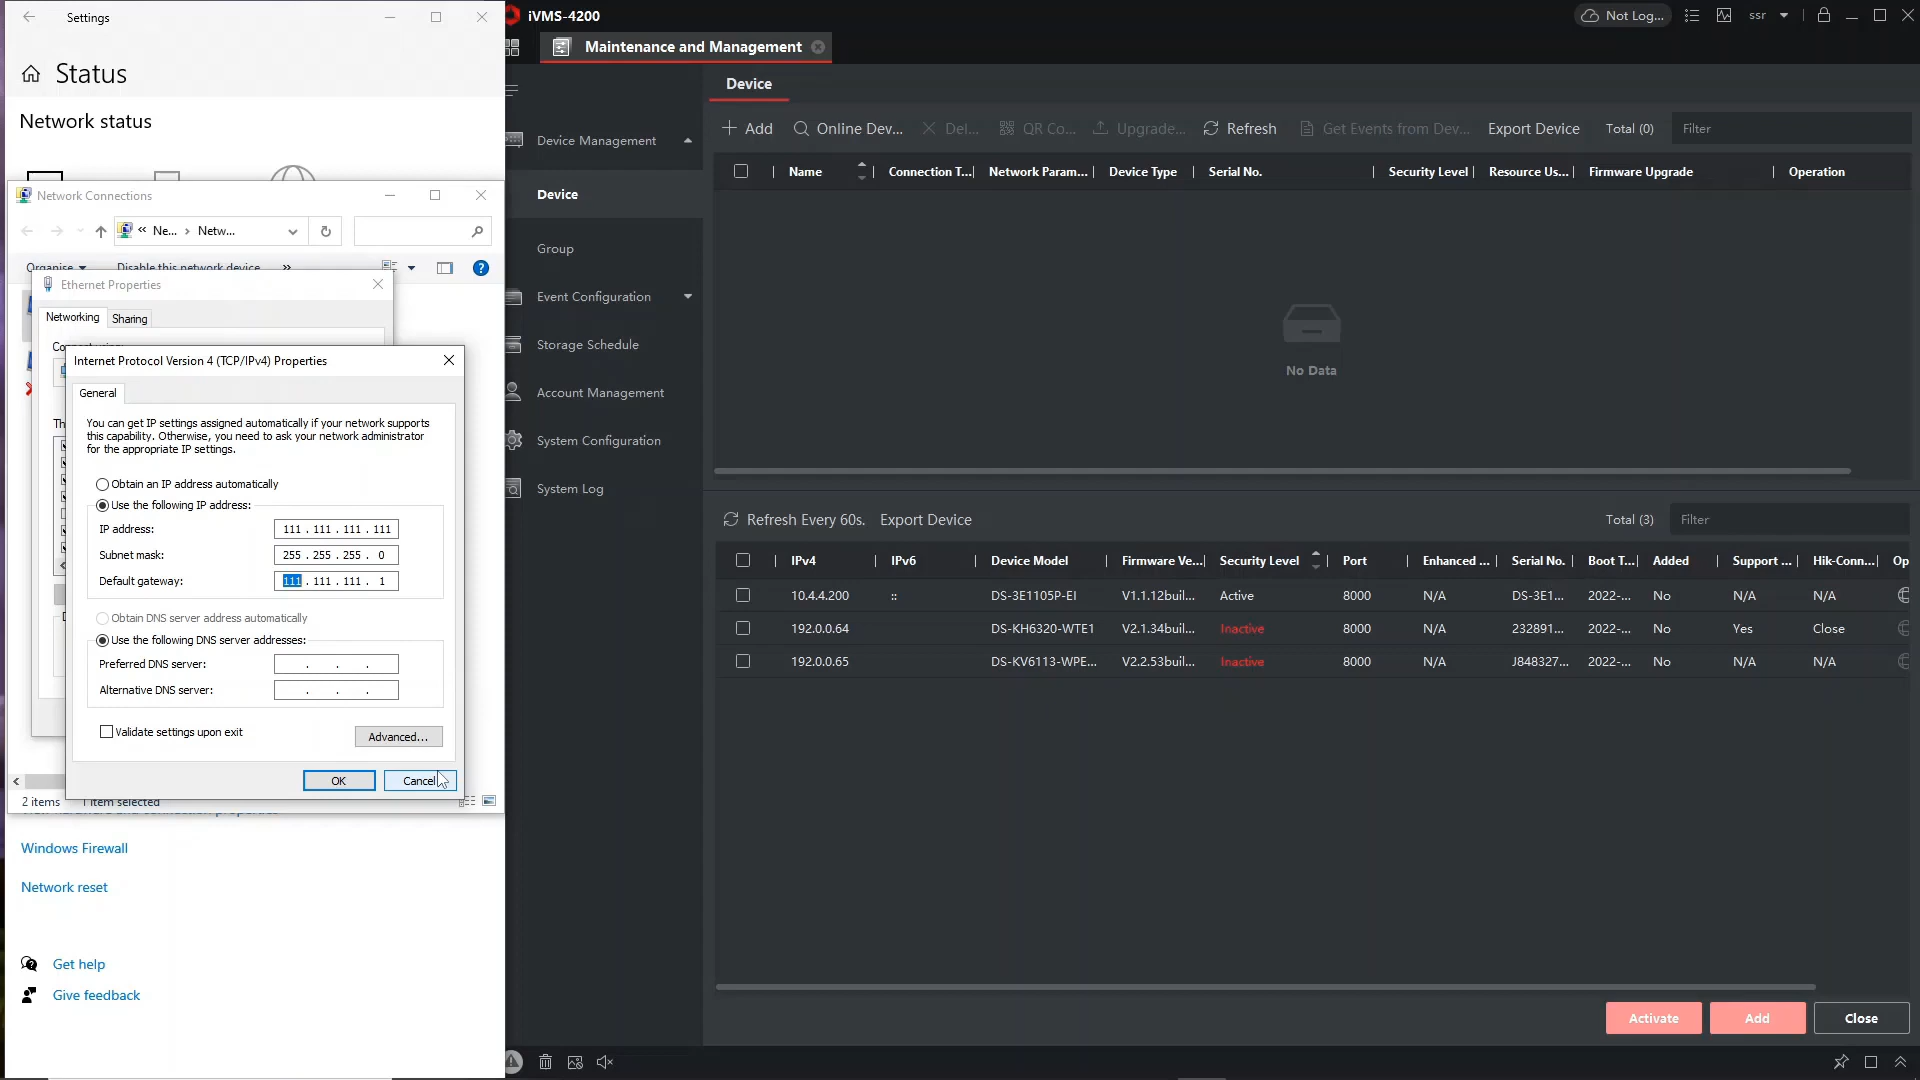 Settings
Status
Network status
Network Connections
« Ne... › Netw...
Organise
Disable this network device
»
Ethernet Properties
Networking
Sharing
Internet Protocol Version 4 (TCP/IPv4) Properties
General
You can get IP settings assigned automatically if your network supports
this capability. Otherwise, you need to ask your network administrator
for the appropriate IP settings.
Obtain an IP address automatically
Use the following IP address:
IP address: 111 . 111 . 111 . 111
Subnet mask: 255 . 255 . 255 . 0
Default gateway: 111 . 111 . 111 . 1
Obtain DNS server address automatically
Use the following DNS server addresses:
Preferred DNS server: . . .
Alternative DNS server: . . .
Validate settings upon exit
Advanced...
OK
Cancel
2 items
1 item selected
Windows Firewall
Network reset
Get help
Give feedback
iVMS-4200
Not Log...
ssr
Maintenance and Management
Device Management
Device
Group
Event Configuration
Storage Schedule
Account Management
System Configuration
System Log
Device
+ Add
Online Dev...
Del...
QR Co...
Upgrade...
Refresh
Get Events from Dev...
Export Device
Total (0)
Filter
Name
Connection T...
Network Param...
Device Type
Serial No.
Security Level
Resource Us...
Firmware Upgrade
Operation
No Data
Refresh Every 60s.
Export Device
Total (3)
Filter
IPv4 IPv6 Device Model Firmware Ve... Security Level Port Enhanced ... Serial No. Boot T... Added Support ... Hik-Conn... Op
10.4.4.200 :: DS-3E1105P-EI V1.1.12buil... Active 8000 N/A DS-3E1... 2022-... No N/A N/A
192.0.0.64 DS-KH6320-WTE1 V2.1.34buil... Inactive 8000 N/A 232891... 2022-... No Yes Close
192.0.0.65 DS-KV6113-WPE... V2.2.53buil... Inactive 8000 N/A J848327... 2022-... No N/A N/A
Activate
Add
Close